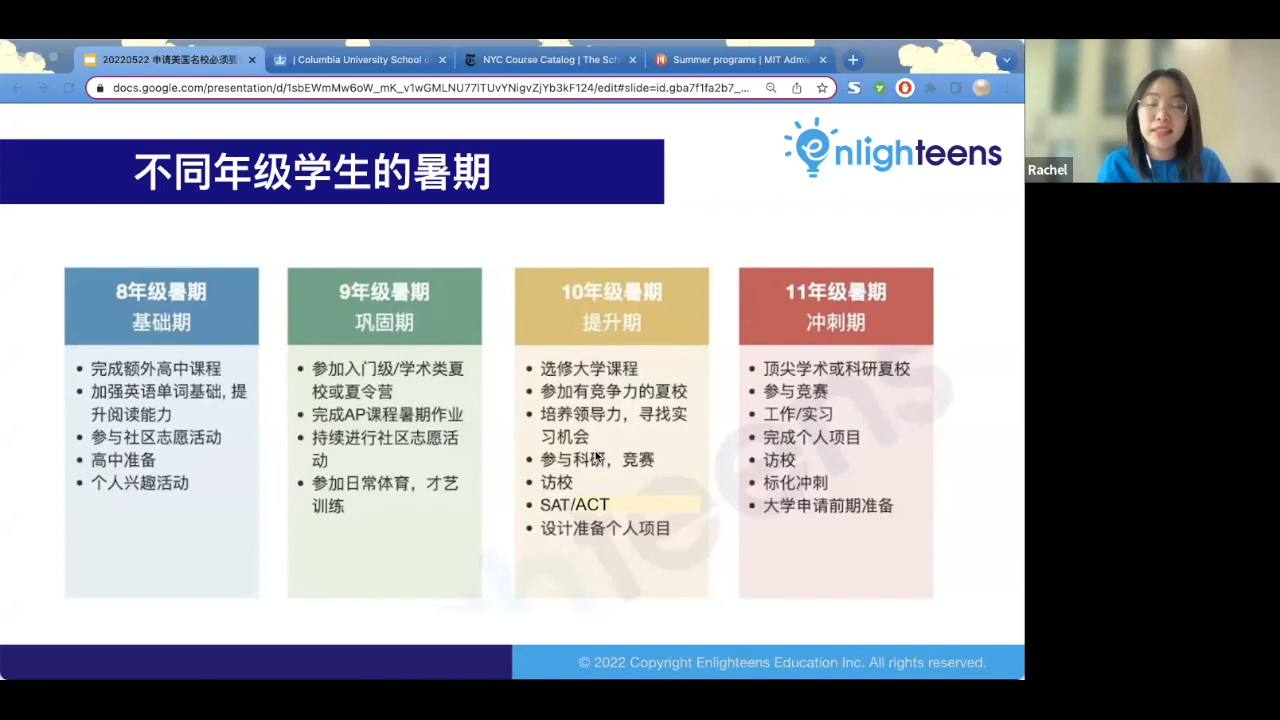 20220522 申请美国名校必须要
| Columbia University School o
NYC Course Catalog | The Sch
Summer programs | MIT Admi
docs.google.com/presentation/d/1sbEWmMw6oW_mK_v1wGMLNU77lTUvYNigvZjYb3kF124/edit#slide=id.gba7f1fa2b7_...
不同年级学生的暑期
enlighteens
Rachel
8年级暑期
基础期
完成额外高中课程
加强英语单词基础, 提
升阅读能力
参与社区志愿活动
高中准备
个人兴趣活动
9年级暑期
巩固期
参加入门级/学术类夏
校或夏令营
完成AP课程暑期作业
持续进行社区志愿活
动
参加日常体育，才艺
训练
10年级暑期
提升期
选修大学课程
参加有竞争力的夏校
培养领导力，寻找实
习机会
参与科研，竞赛
访校
SAT/ACT
设计准备个人项目
11年级暑期
冲刺期
顶尖学术或科研夏校
参与竞赛
工作/实习
完成个人项目
访校
标化冲刺
大学申请前期准备
© 2022 Copyright Enlighteens Education Inc. All rights reserved.